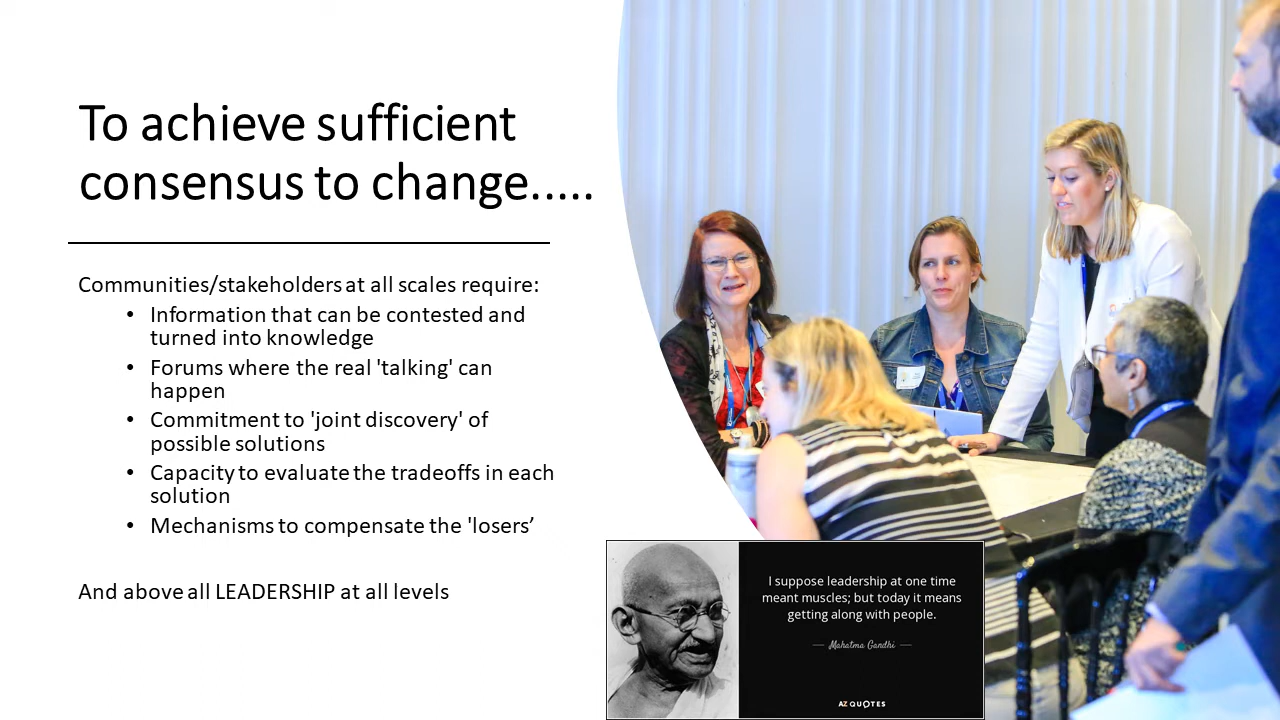 To achieve sufficient
consensus to change.....
Communities/stakeholders at all scales require:
• Information that can be contested and
turned into knowledge
• Forums where the real 'talking' can
happen
• Commitment to 'joint discovery' of
possible solutions
• Capacity to evaluate the tradeoffs in each
solution
• Mechanisms to compensate the 'losers’
And above all LEADERSHIP at all levels
I suppose leadership at one time
meant muscles; but today it means
getting along with people.
— Mahatma Gandhi —
AZ QUOTES